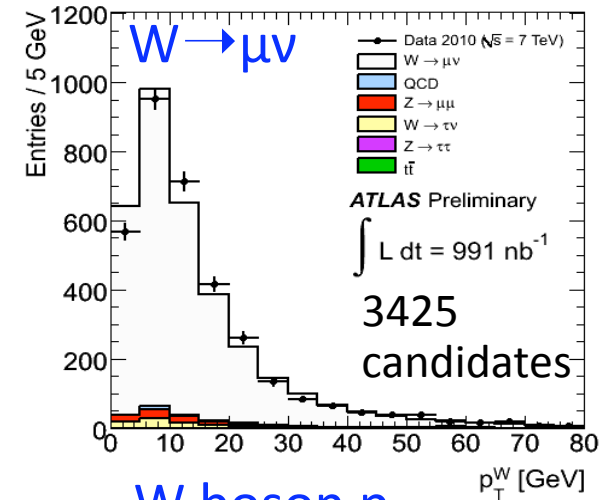 W → μν
Entries / 5 GeV
1200
1000
800
600
400
200
0
Data 2010 (√s = 7 TeV)
W → μν
QCD
Z → μμ
W → τν
Z → ττ
tt̄
ATLAS Preliminary
∫ L dt = 991 nb⁻¹
3425
candidates
0 10 20 30 40 50 60 70 80
p_T^W [GeV]
W boson p